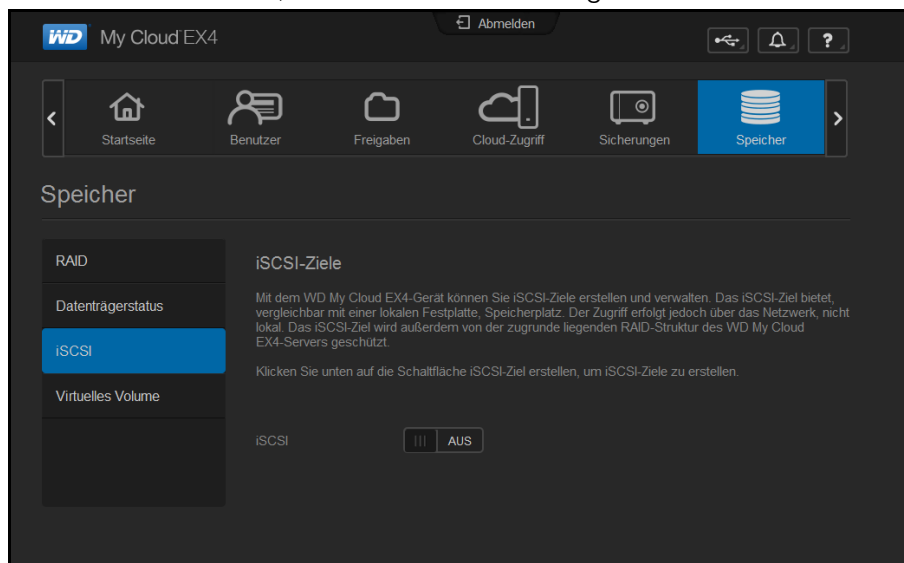 Abmelden
WD My Cloud EX4
?
Startseite
Benutzer
Freigaben
Cloud-Zugriff
Sicherungen
Speicher
Speicher
RAID
Datenträgerstatus
iSCSI
Virtuelles Volume
iSCSI-Ziele
Mit dem WD My Cloud EX4-Gerät können Sie iSCSI-Ziele erstellen und verwalten. Das iSCSI-Ziel bietet,
vergleichbar mit einer lokalen Festplatte, Speicherplatz. Der Zugriff erfolgt jedoch über das Netzwerk, nicht
lokal. Das iSCSI-Ziel wird außerdem von der zugrunde liegenden RAID-Struktur des WD My Cloud
EX4-Servers geschützt.
Klicken Sie unten auf die Schaltfläche iSCSI-Ziel erstellen, um iSCSI-Ziele zu erstellen.
iSCSI
AUS